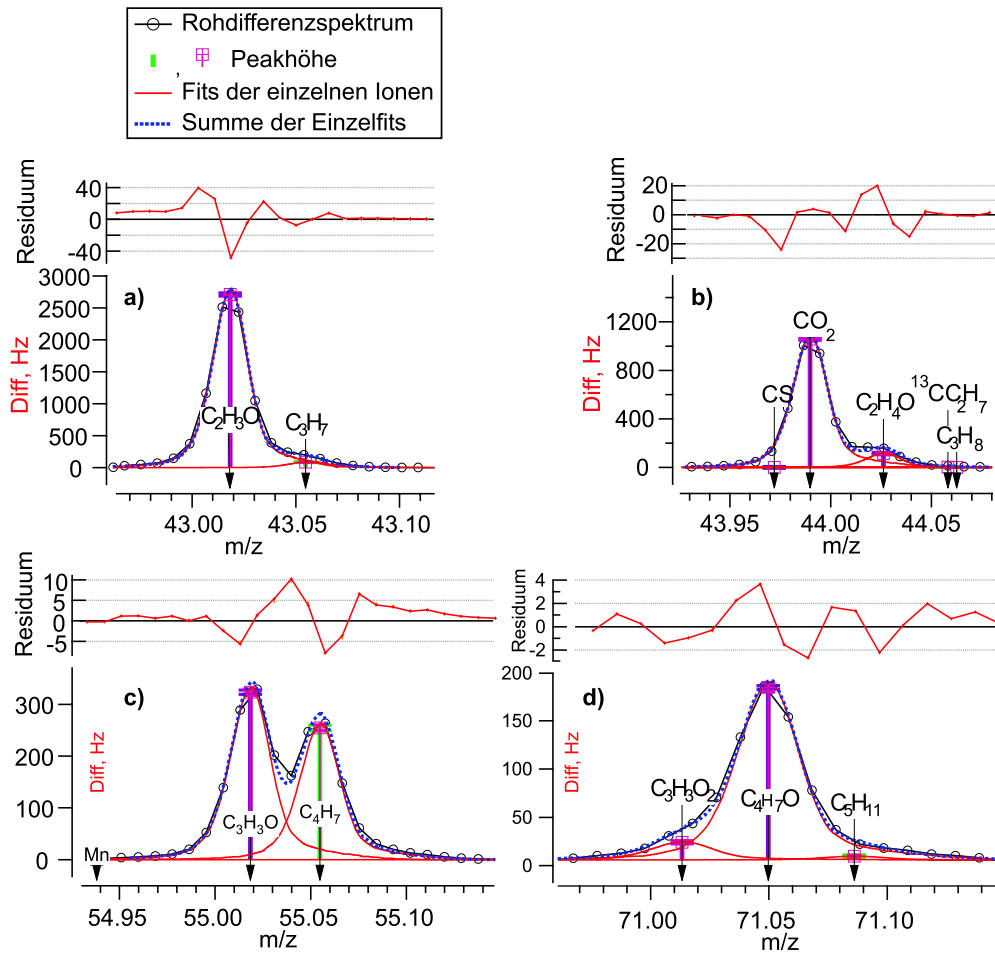 Rohdifferenzspektrum
, Peakhöhe
Fits der einzelnen Ionen
Summe der Einzelfits
Residuum
40
0
-40
Diff, Hz
3000
2500
2000
1500
1000
500
0
a)
C2H3O
C3H7
43.00
43.05
43.10
m/z
Residuum
20
0
-20
Diff, Hz
1200
800
400
0
b)
CO2
CS
C2H4O
13CC2H7
C3H8
43.95
44.00
44.05
m/z
Residuum
10
5
0
-5
Diff, Hz
300
200
100
0
c)
Mn
C3H3O
C4H7
54.95
55.00
55.05
55.10
m/z
Residuum
4
2
0
-2
Diff, Hz
200
150
100
50
0
d)
C3H3O2
C4H7O
C5H11
71.00
71.05
71.10
m/z